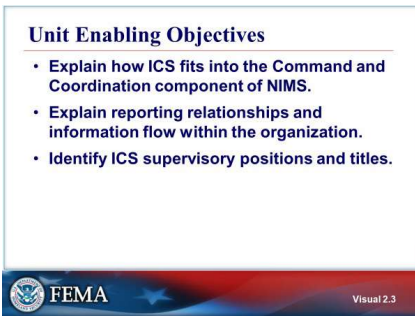 Unit Enabling Objectives
• Explain how ICS fits into the Command and
Coordination component of NIMS.
• Explain reporting relationships and
information flow within the organization.
• Identify ICS supervisory positions and titles.
FEMA
Visual 2.3